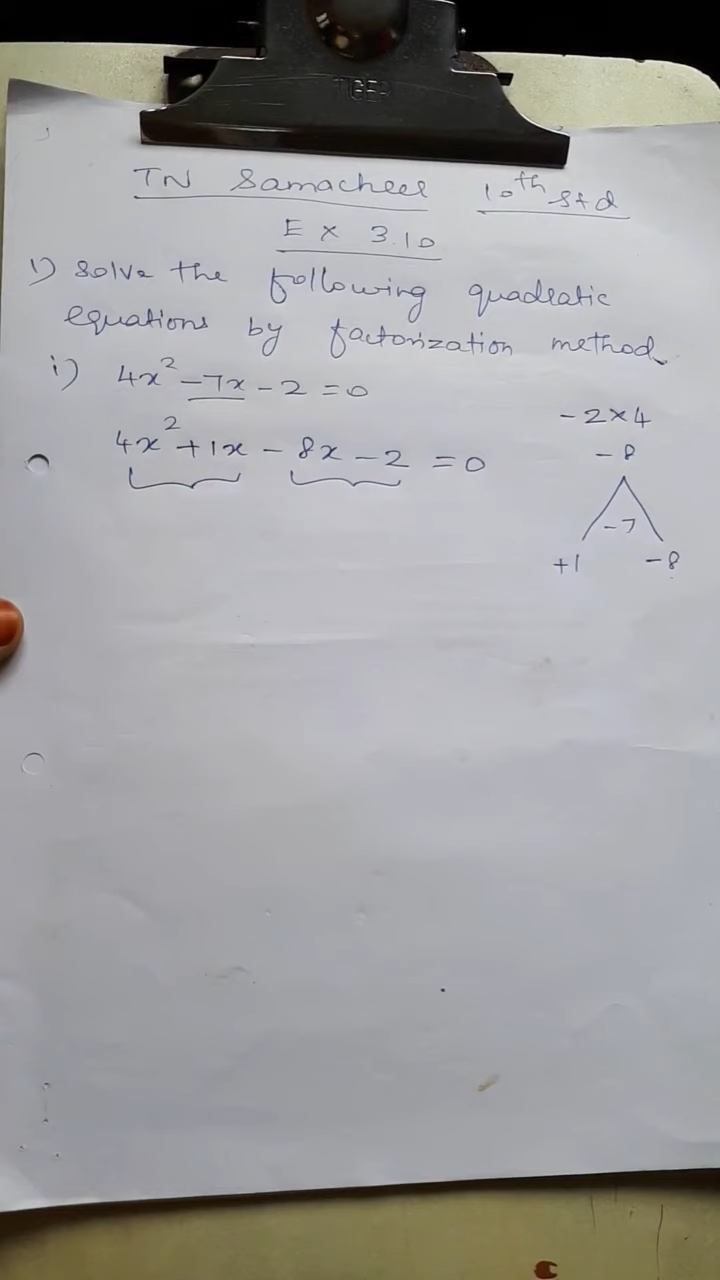 TIGER
TN Samacheer 10th Std
Ex 3.10
1) solve the following quadratic
equations by factorization method.
i) 4x² - 7x - 2 = 0
-2 × 4
4x² + 1x - 8x - 2 = 0
-8
-7
+1 -8